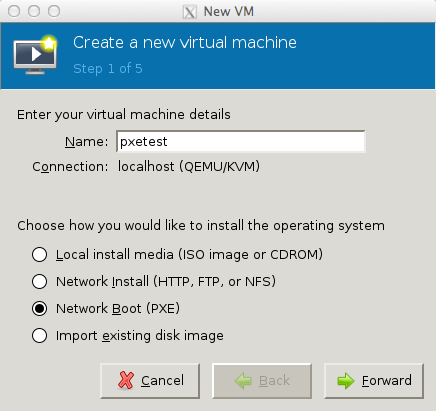 New VM
Create a new virtual machine
Step 1 of 5
Enter your virtual machine details
Name: pxetest
Connection: localhost (QEMU/KVM)
Choose how you would like to install the operating system
Local install media (ISO image or CDROM)
Network Install (HTTP, FTP, or NFS)
Network Boot (PXE)
Import existing disk image
Cancel Back Forward